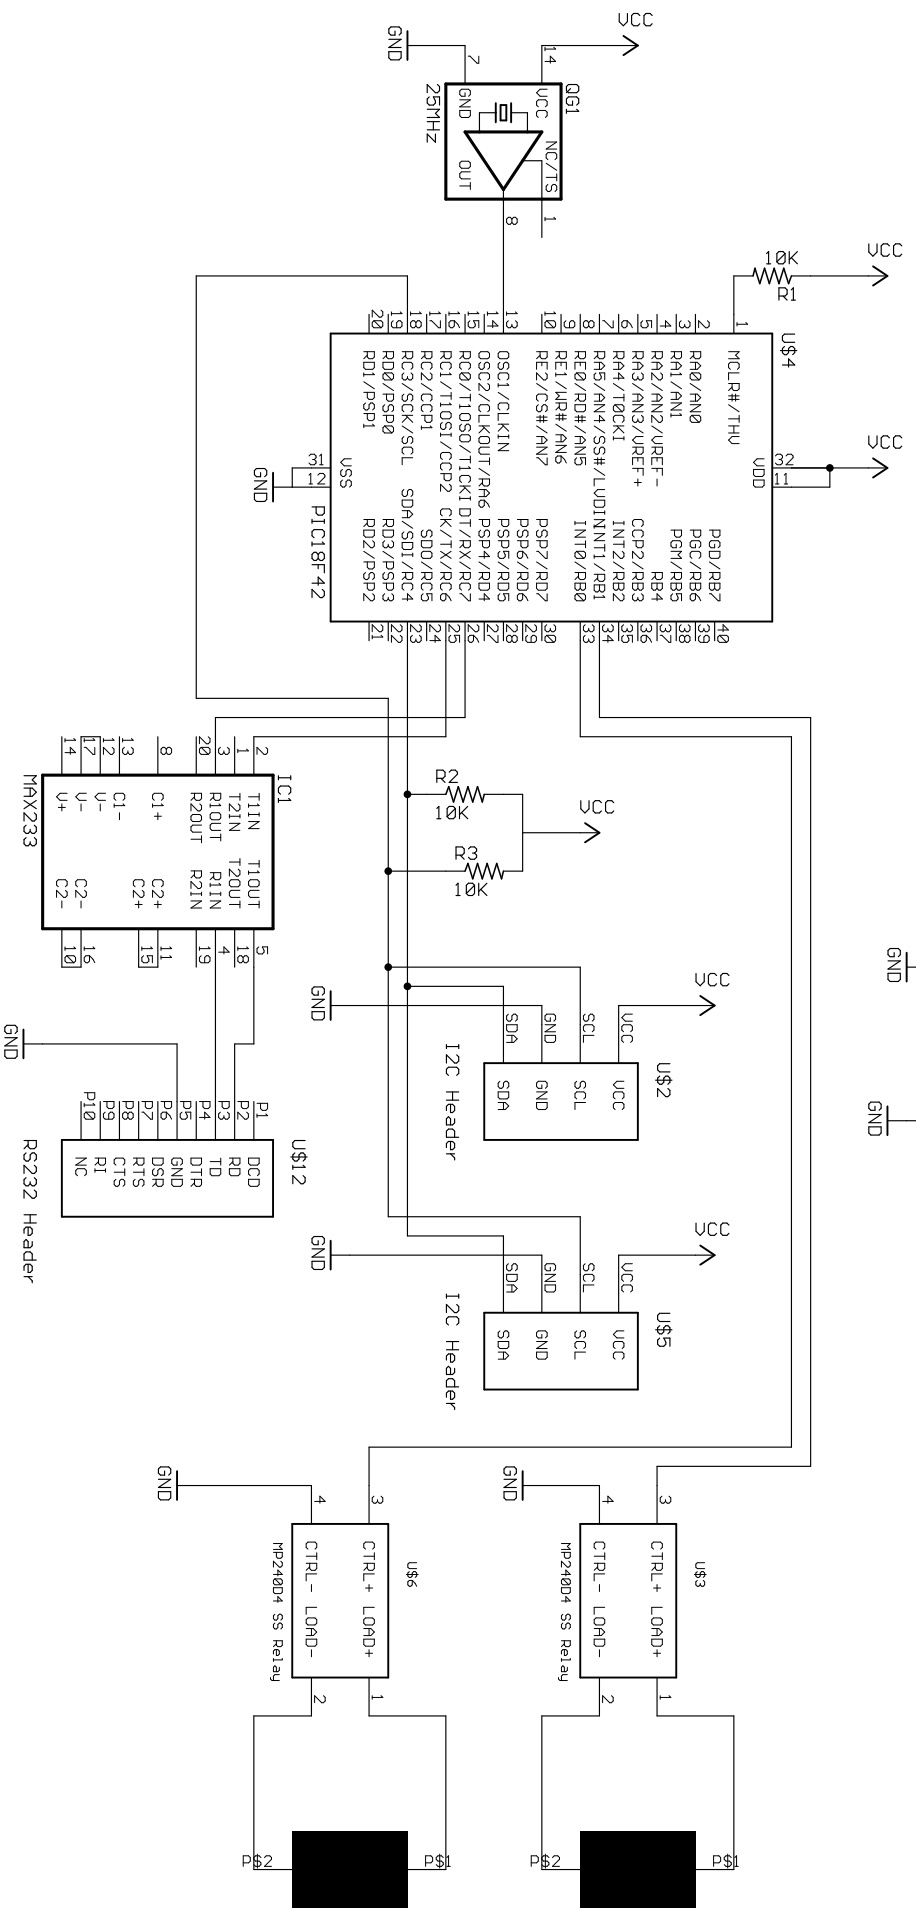 VCC
GND
7
14
QG1
VCC
GND
NC/TS
OUT
25MHz
8
1
VCC
10K
R1
VCC
U$4
1
2
3
4
5
6
7
8
9
10
13
14
15
16
17
18
19
20
MCLR#/THV
RA0/AN0
RA1/AN1
RA2/AN2/VREF-
RA3/AN3/VREF+
RA4/T0CKI
RA5/AN4/SS#/LVDIN
RE0/RD#/AN5
RE1/WR#/AN6
RE2/CS#/AN7
OSC1/CLKIN
OSC2/CLKOUT/RA6
RC0/T1OSO/T1CKI
RC1/T1OSI/CCP2
RC2/CCP1
RC3/SCK/SCL
RD0/PSP0
RD1/PSP1
VDD
32
11
31
12
VSS
GND
PGD/RB7
PGC/RB6
PGM/RB5
RB4
CCP2/RB3
INT2/RB2
INT1/RB1
INT0/RB0
PSP7/RD7
PSP6/RD6
PSP5/RD5
PSP4/RD4
DT/RX/RC7
CK/TX/RC6
SDO/RC5
SDA/SDI/RC4
RD3/PSP3
RD2/PSP2
40
39
38
37
36
35
34
33
30
29
28
27
26
25
24
23
22
21
PIC18F42
IC1
2
1
3
20
8
13
12
17
14
T1IN
T2IN
R1OUT
R2OUT
C1+
C1-
V-
V-
V+
T1OUT
T2OUT
R1IN
R2IN
C2+
C2+
C2-
C2-
5
18
4
19
11
15
16
10
MAX233
R2
10K
R3
10K
VCC
GND
GND
VCC
GND
VCC
SCL
GND
SDA
U$2
VCC
SCL
GND
SDA
I2C Header
GND
P1
P2
P3
P4
P5
P6
P7
P8
P9
P10
U$12
DCD
RD
TD
DTR
GND
DSR
RTS
CTS
RI
NC
RS232 Header
VCC
GND
VCC
SCL
GND
SDA
U$5
VCC
SCL
GND
SDA
I2C Header
GND
3
4
U$3
CTRL+ LOAD+
CTRL- LOAD-
MP240D4 SS Relay
1
2
P$1
P$2
GND
3
4
U$6
CTRL+ LOAD+
CTRL- LOAD-
MP240D4 SS Relay
1
2
P$1
P$2